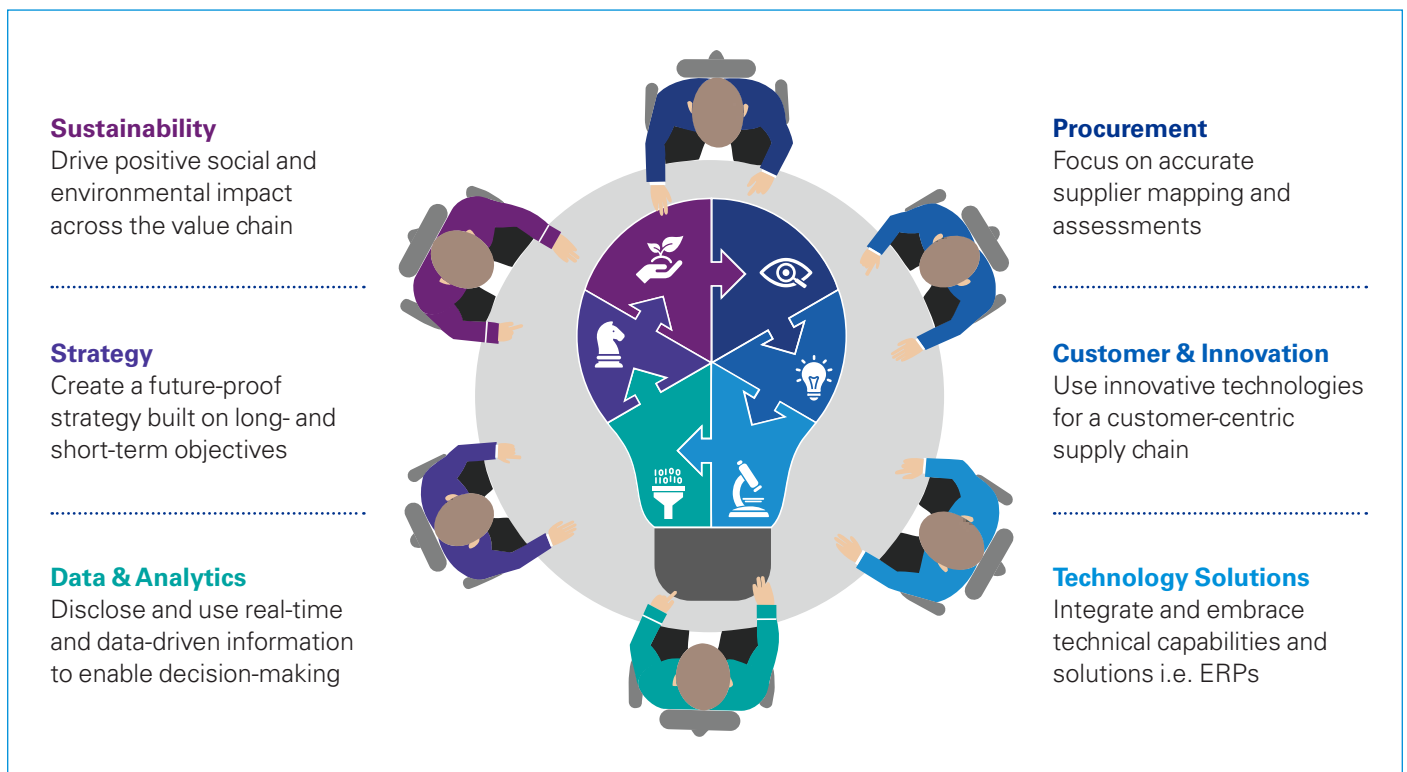 Sustainability
Drive positive social and
environmental impact
across the value chain
Strategy
Create a future-proof
strategy built on long- and
short-term objectives
Data & Analytics
Disclose and use real-time
and data-driven information
to enable decision-making
10100
110110
Procurement
Focus on accurate
supplier mapping and
assessments
Customer & Innovation
Use innovative technologies
for a customer-centric
supply chain
Technology Solutions
Integrate and embrace
technical capabilities and
solutions i.e. ERPs